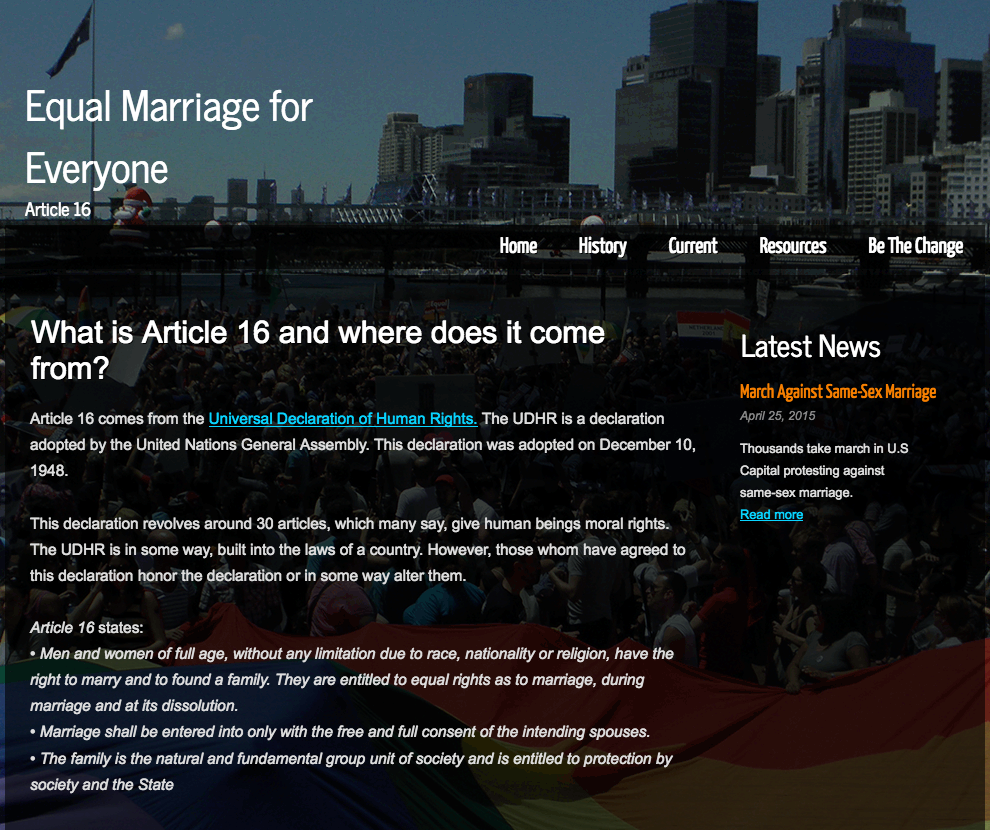 Equal Marriage for
Everyone
Article 16
Home History Current Resources Be The Change
What is Article 16 and where does it come
from?
Article 16 comes from the Universal Declaration of Human Rights. The UDHR is a declaration
adopted by the United Nations General Assembly. This declaration was adopted on December 10,
1948.
This declaration revolves around 30 articles, which many say, give human beings moral rights.
The UDHR is in some way, built into the laws of a country. However, those whom have agreed to
this declaration honor the declaration or in some way alter them.
Article 16 states:
• Men and women of full age, without any limitation due to race, nationality or religion, have the
right to marry and to found a family. They are entitled to equal rights as to marriage, during
marriage and at its dissolution.
• Marriage shall be entered into only with the free and full consent of the intending spouses.
• The family is the natural and fundamental group unit of society and is entitled to protection by
society and the State
Latest News
March Against Same-Sex Marriage
April 25, 2015
Thousands take march in U.S
Capital protesting against
same-sex marriage.
Read more